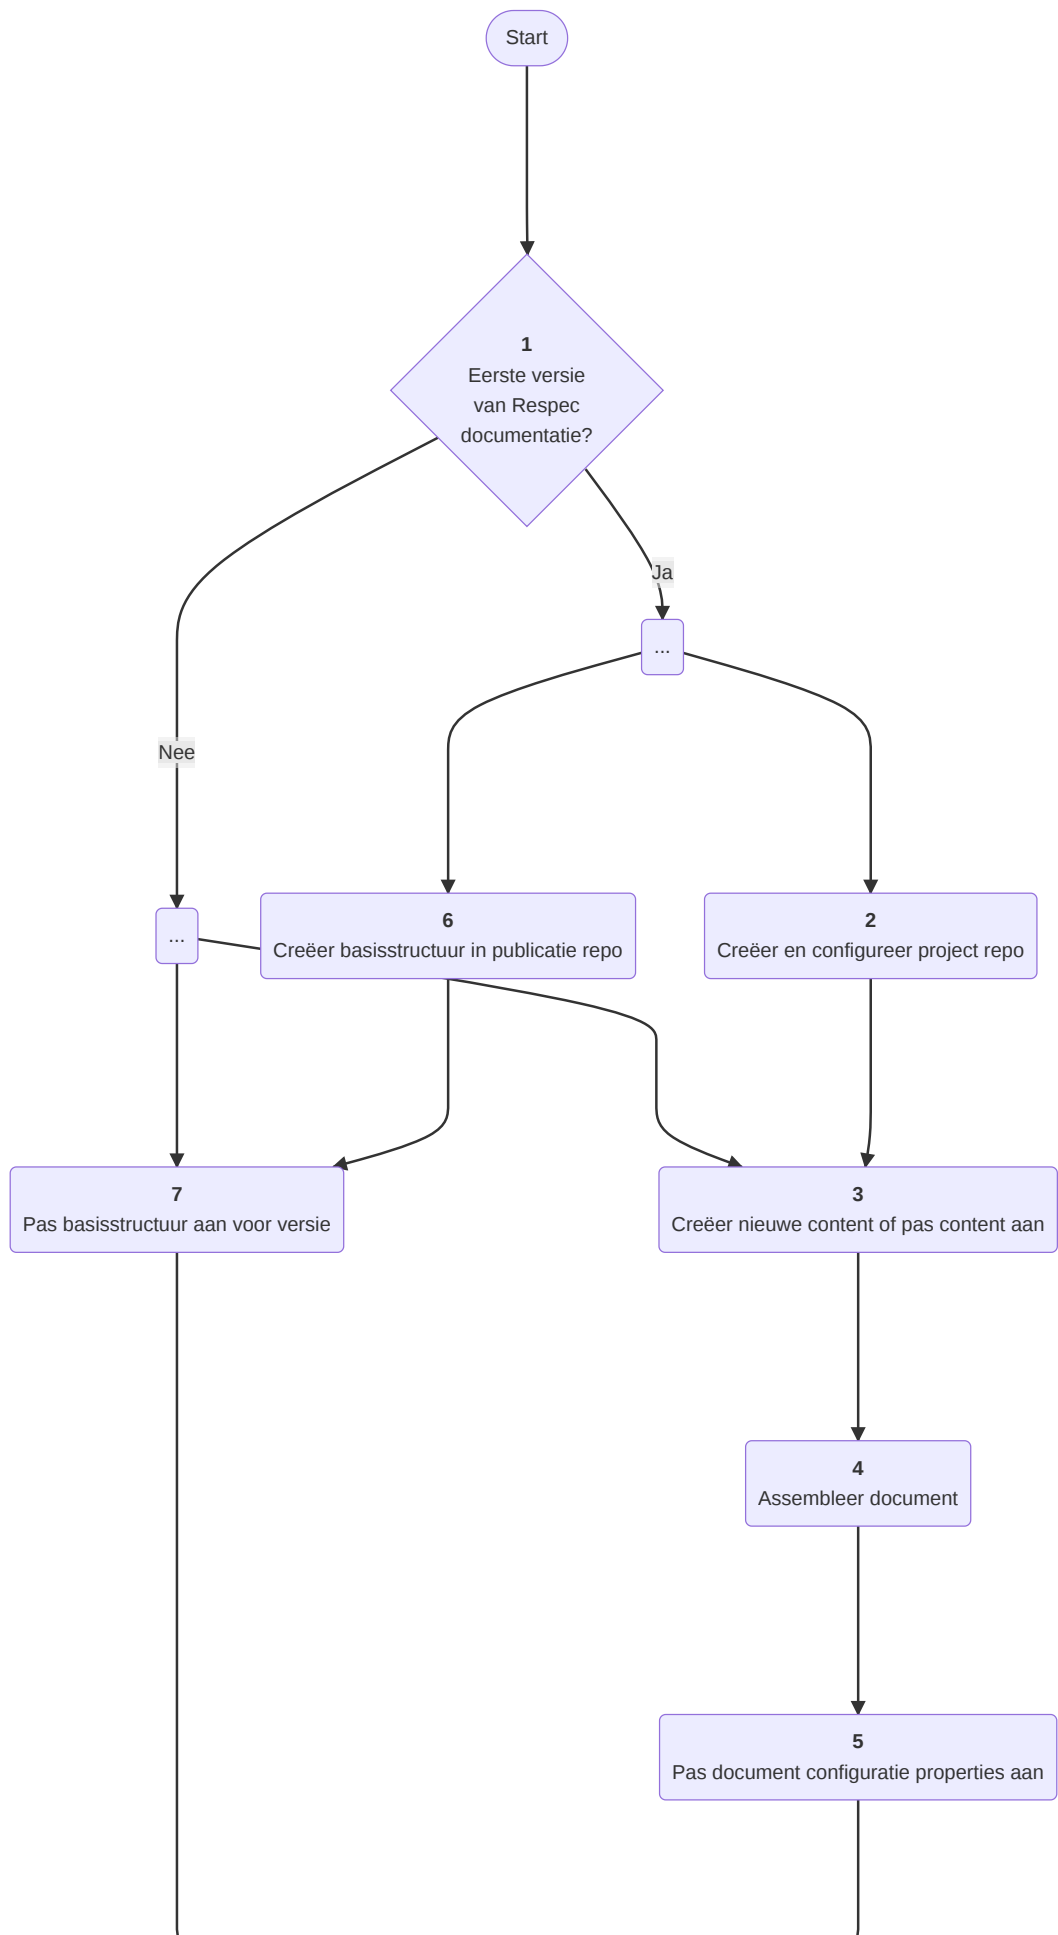 Start
1
Eerste versie
van Respec
documentatie?
Ja
...
Nee
...
6
Creëer basisstructuur in publicatie repo
2
Creëer en configureer project repo
7
Pas basisstructuur aan voor versie
3
Creëer nieuwe content of pas content aan
4
Assembleer document
5
Pas document configuratie properties aan